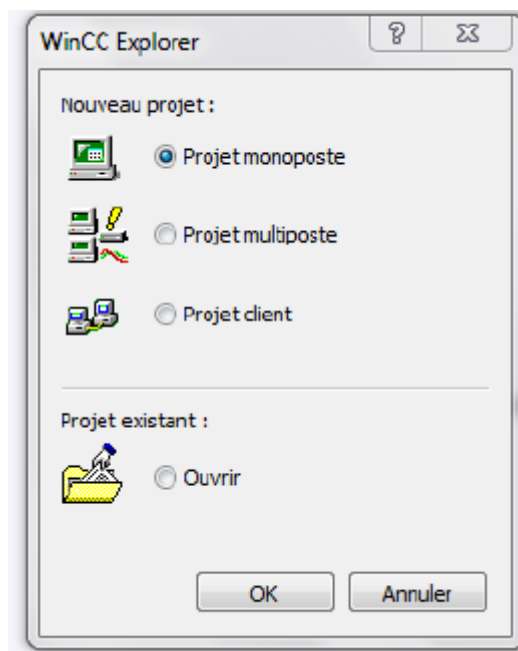 WinCC Explorer
Nouveau projet :
Projet monoposte
Projet multiposte
Projet client
Projet existant :
Ouvrir
OK
Annuler